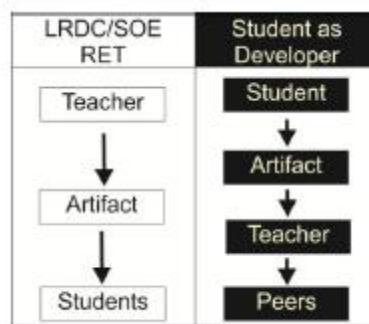 LRDC/SOE
RET
Teacher
Artifact
Students
Student as
Developer
Student
Artifact
Teacher
Peers